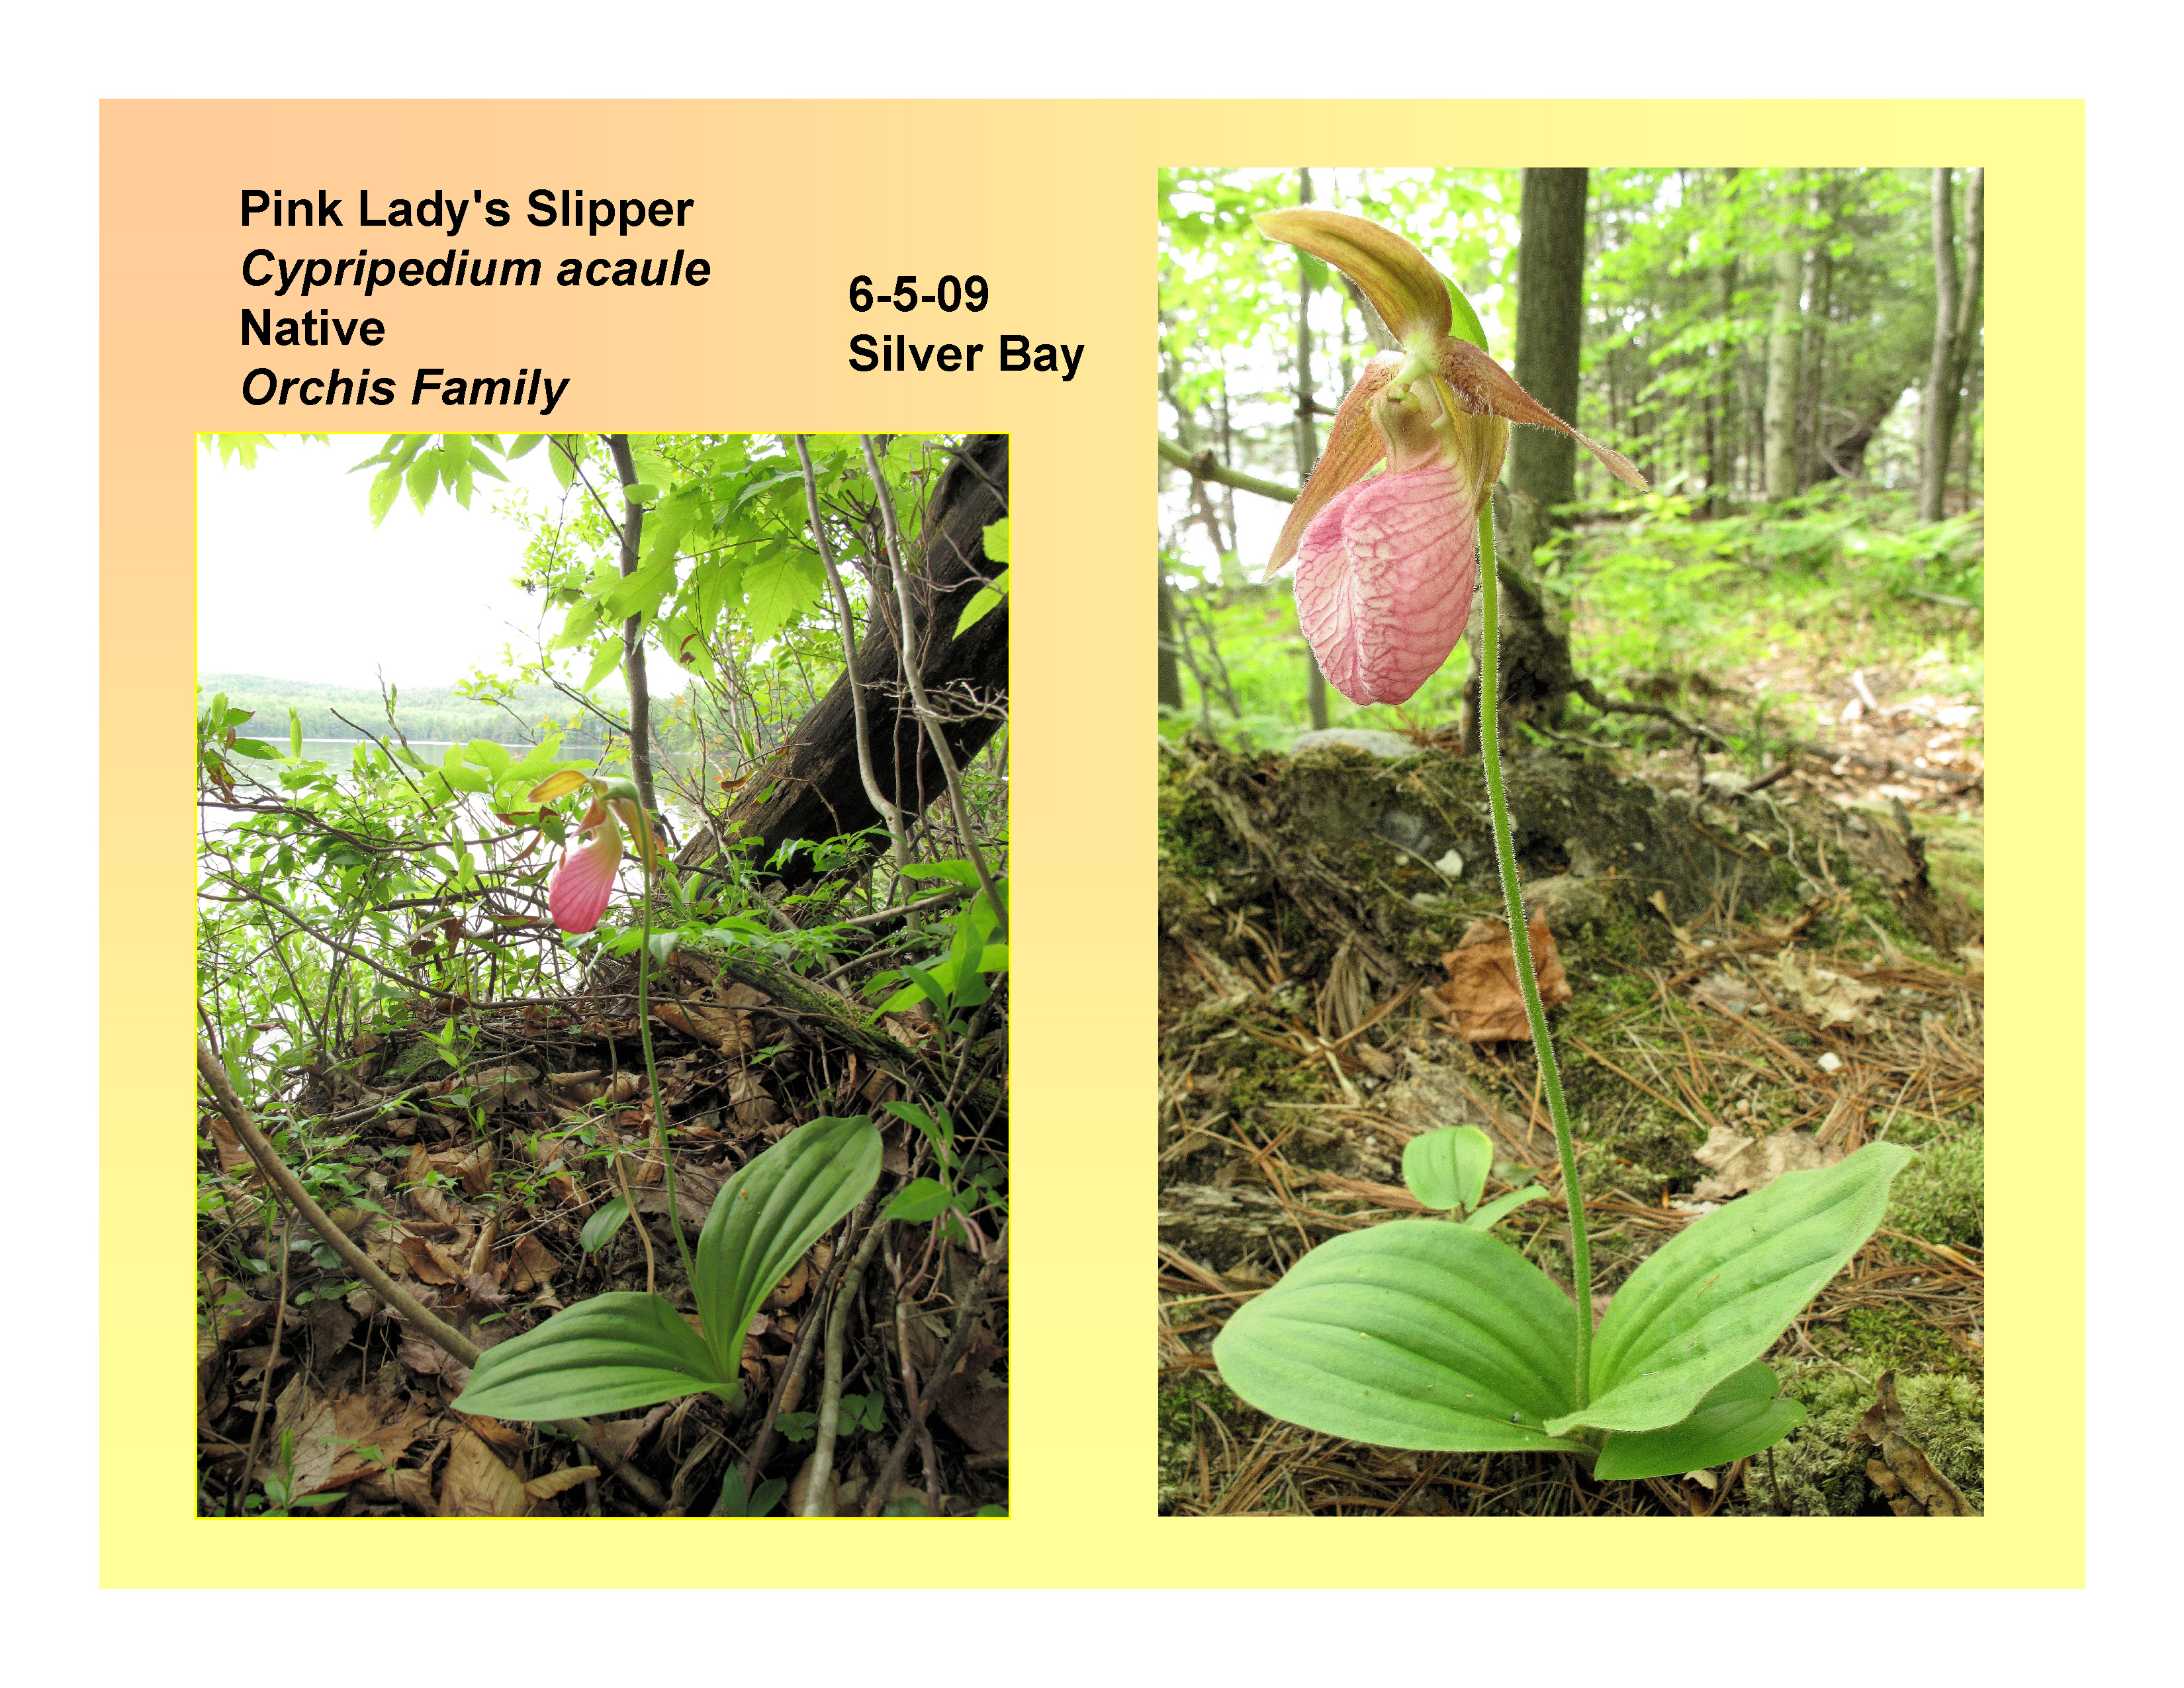 Pink Lady's Slipper
Cypripedium acaule
Native
Orchis Family
6-5-09
Silver Bay